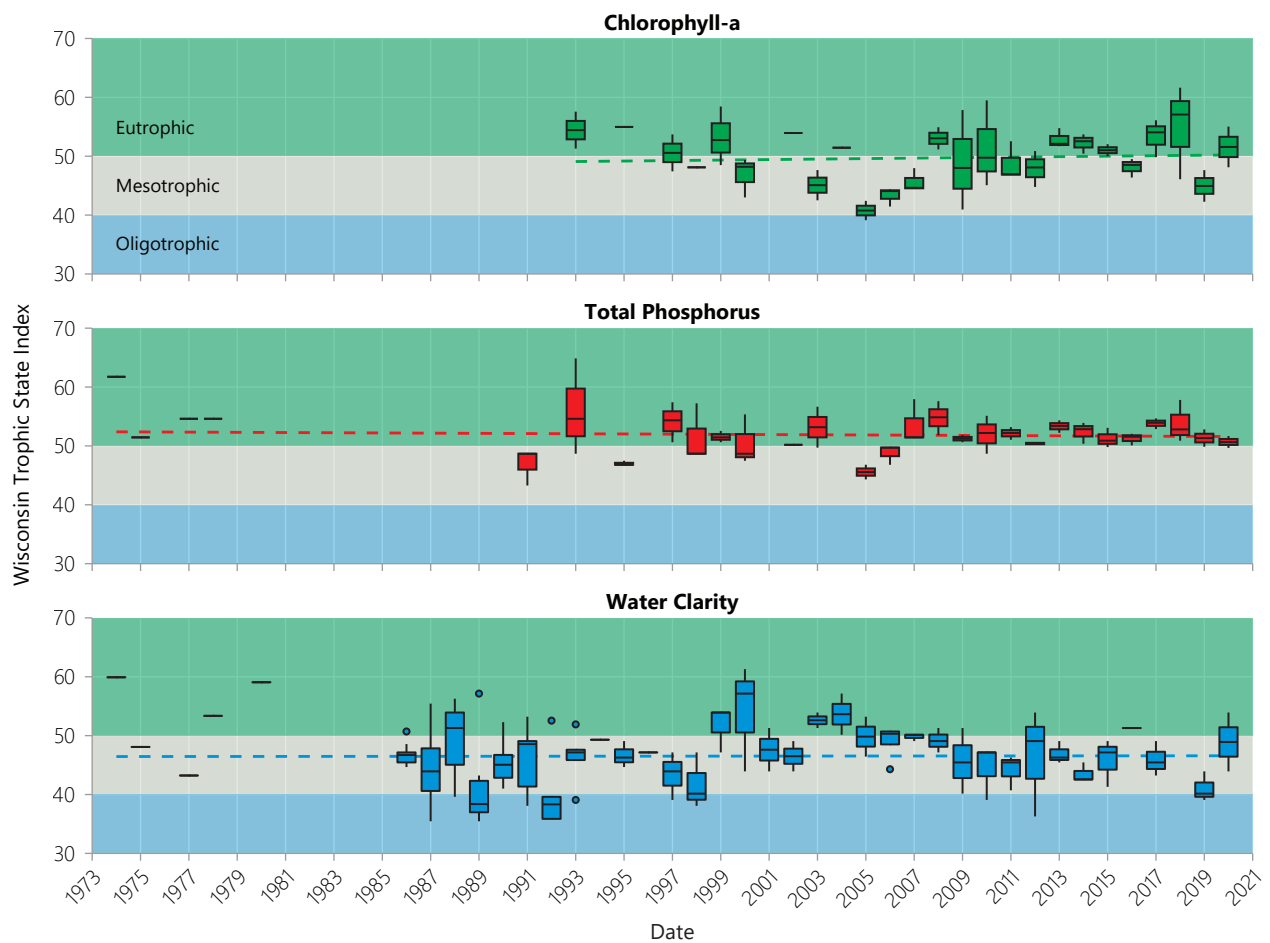 Chlorophyll-a
70
60
50
40
30
Eutrophic
Mesotrophic
Oligotrophic
Total Phosphorus
70
60
50
40
30
Wisconsin Trophic State Index
Water Clarity
70
60
50
40
30
1973 1975 1977 1979 1981 1983 1985 1987 1989 1991 1993 1995 1997 1999 2001 2003 2005 2007 2009 2011 2013 2015 2017 2019 2021
Date